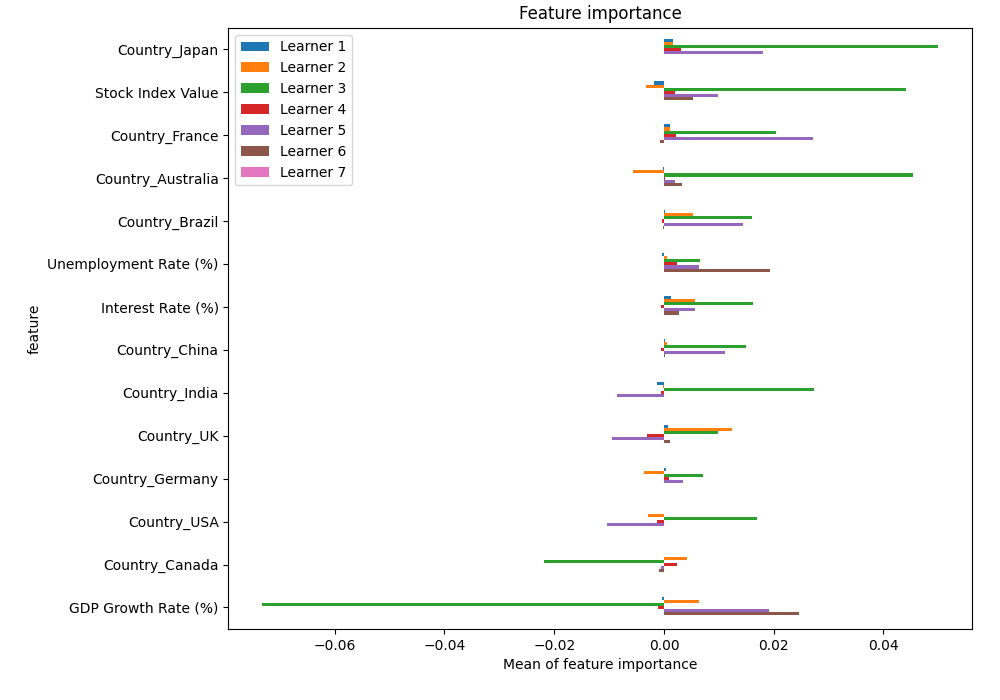 Feature importance
Learner 1
Learner 2
Learner 3
Learner 4
Learner 5
Learner 6
Learner 7
Country_Japan
Stock Index Value
Country_France
Country_Australia
Country_Brazil
Unemployment Rate (%)
Interest Rate (%)
Country_China
Country_India
Country_UK
Country_Germany
Country_USA
Country_Canada
GDP Growth Rate (%)
feature
−0.06 −0.04 −0.02 0.00 0.02 0.04
Mean of feature importance